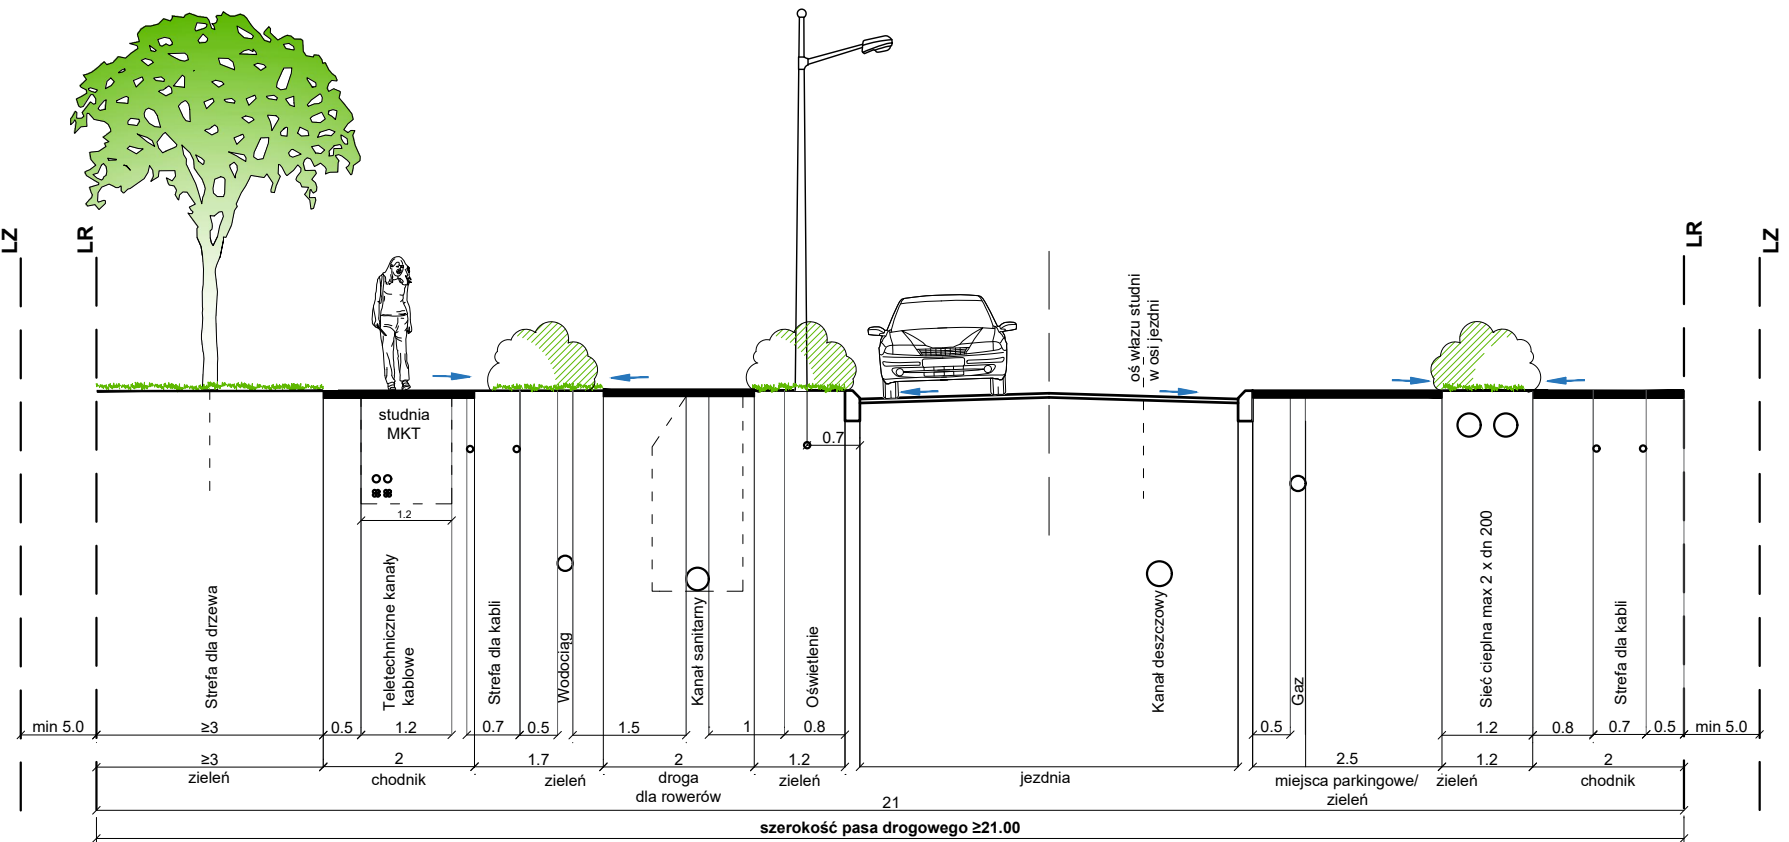 LZ
LR
LR
LZ
oś włazu studni
w osi jezdni
studnia
MKT
1.2
0.7
Strefa dla drzewa
Teletechniczne kanały
kablowe
Strefa dla kabli
Wodociąg
Kanał sanitarny
Oświetlenie
Kanał deszczowy
Gaz
Sieć cieplna max 2 x dn 200
Strefa dla kabli
min 5.0
≥3
0.5
1.2
0.7
0.5
1.5
1
0.8
0.5
1.2
0.8
0.7
0.5
min 5.0
≥3
2
1.7
2
1.2
2.5
1.2
2
zieleń
chodnik
zieleń
droga
dla rowerów
zieleń
jezdnia
miejsca parkingowe/
zieleń
zieleń
chodnik
21
szerokość pasa drogowego ≥21.00